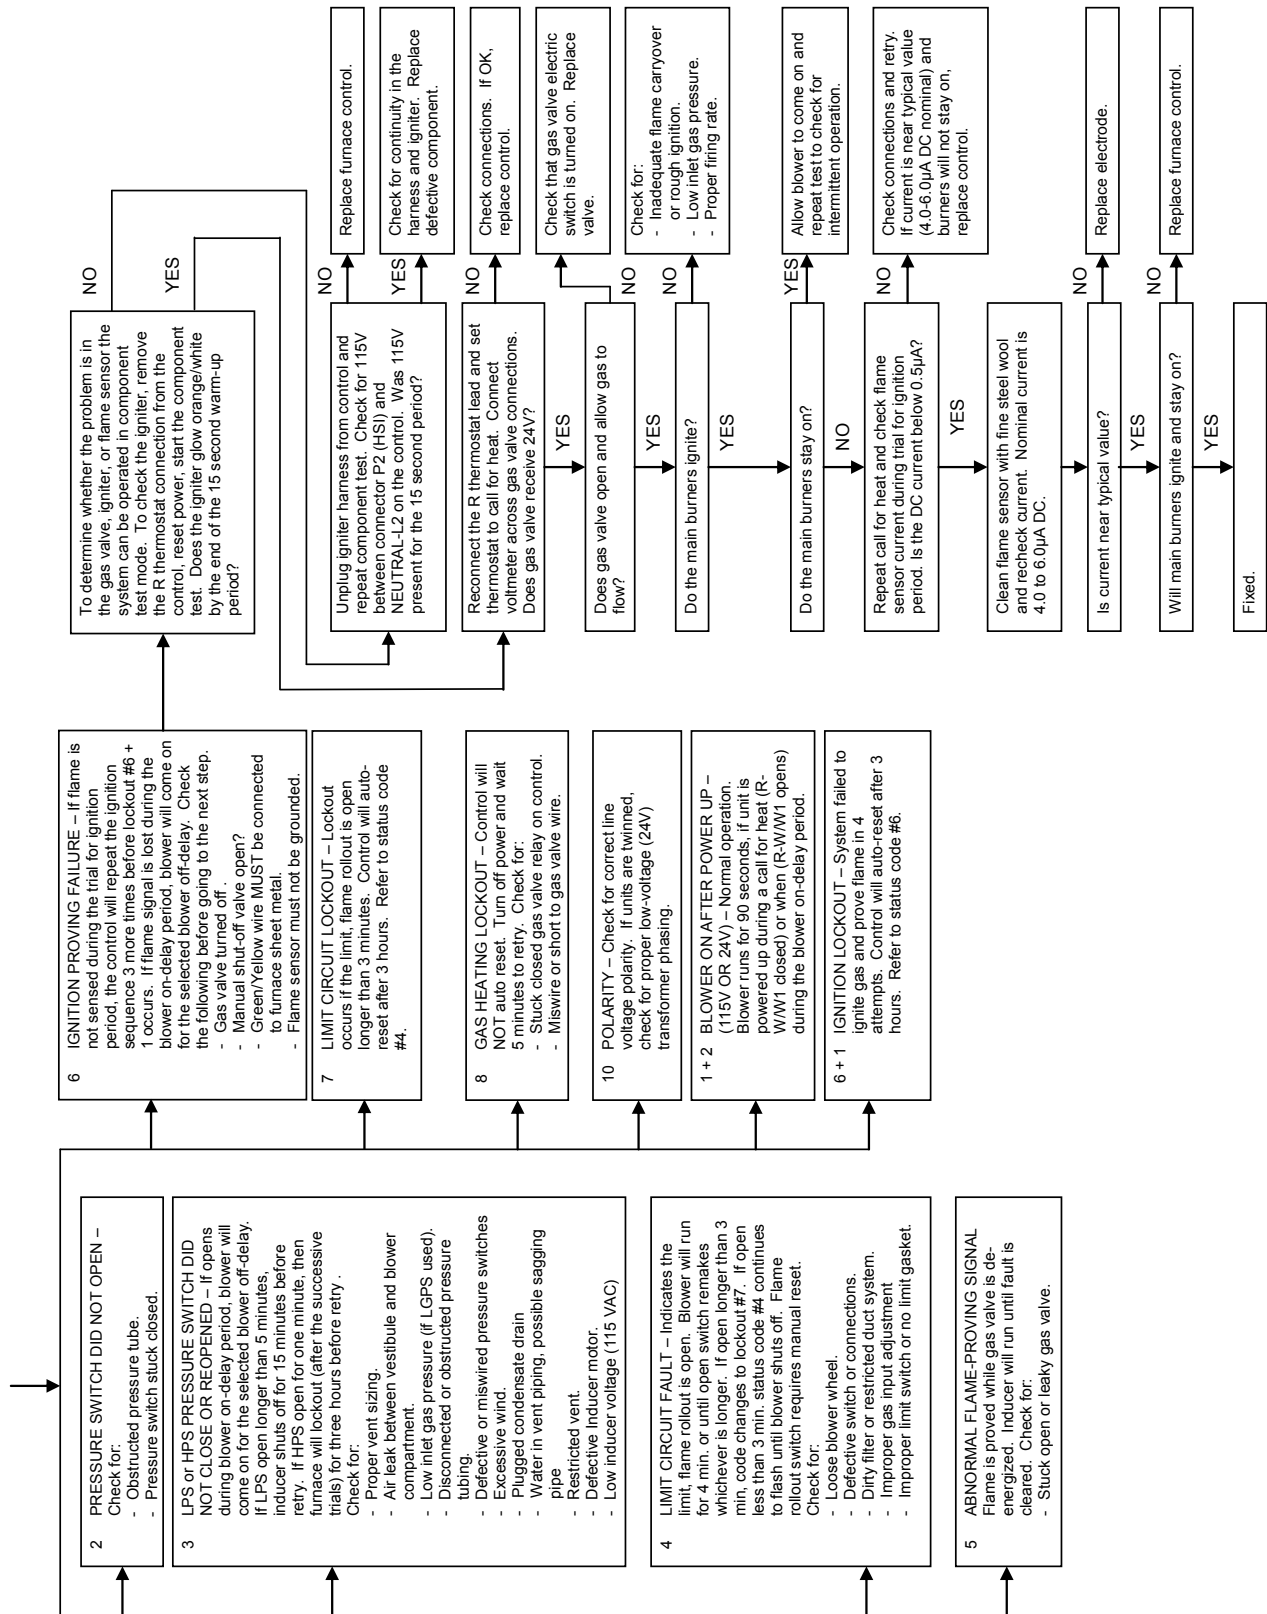 2 PRESSURE SWITCH DID NOT OPEN –
Check for:
- Obstructed pressure tube.
- Pressure switch stuck closed.
3 LPS or HPS PRESSURE SWITCH DID
NOT CLOSE OR REOPENED – If opens
during blower on-delay period, blower will
come on for the selected blower off-delay.
If LPS open longer than 5 minutes,
inducer shuts off for 15 minutes before
retry. If HPS open for one minute, then
furnace will lockout (after the successive
trials) for three hours before retry .
Check for:
- Proper vent sizing.
- Air leak between vestibule and blower
compartment.
- Low inlet gas pressure (if LGPS used).
- Disconnected or obstructed pressure
tubing.
- Defective or miswired pressure switches
- Excessive wind.
- Plugged condensate drain
- Water in vent piping, possible sagging
pipe
- Restricted vent.
- Defective Inducer motor.
- Low inducer voltage (115 VAC)
4 LIMIT CIRCUIT FAULT – Indicates the
limit, flame rollout is open. Blower will run
for 4 min. or until open switch remakes
whichever is longer. If open longer than 3
min, code changes to lockout #7. If open
less than 3 min. status code #4 continues
to flash until blower shuts off. Flame
rollout switch requires manual reset.
Check for:
- Loose blower wheel.
- Defective switch or connections.
- Dirty filter or restricted duct system.
- Improper gas input adjustment
- Improper limit switch or no limit gasket.
5 ABNORMAL FLAME-PROVING SIGNAL
Flame is proved while gas valve is de-
energized. Inducer will run until fault is
cleared. Check for:
- Stuck open or leaky gas valve.
6 IGNITION PROVING FAILURE – If flame is
not sensed during the trial for ignition
period, the control will repeat the ignition
sequence 3 more times before lockout #6 +
1 occurs. If flame signal is lost during the
blower on-delay period, blower will come on
for the selected blower off-delay. Check
the following before going to the next step.
- Gas valve turned off .
- Manual shut-off valve open?
- Green/Yellow wire MUST be connected
to furnace sheet metal.
- Flame sensor must not be grounded.
7 LIMIT CIRCUIT LOCKOUT – Lockout
occurs if the limit, flame rollout is open
longer than 3 minutes. Control will auto-
reset after 3 hours. Refer to status code
#4.
8 GAS HEATING LOCKOUT – Control will
NOT auto reset. Turn off power and wait
5 minutes to retry. Check for:
- Stuck closed gas valve relay on control.
- Miswire or short to gas valve wire.
10 POLARITY – Check for correct line
voltage polarity. If units are twinned,
check for proper low-voltage (24V)
transformer phasing.
1 + 2 BLOWER ON AFTER POWER UP –
(115V OR 24V) – Normal operation.
Blower runs for 90 seconds, if unit is
powered up during a call for heat (R-
W/W1 closed) or when (R-W/W1 opens)
during the blower on-delay period.
6 + 1 IGNITION LOCKOUT – System failed to
ignite gas and prove flame in 4
attempts. Control will auto-reset after 3
hours. Refer to status code #6.
To determine whether the problem is in
the gas valve, igniter, or flame sensor the
system can be operated in component
test mode. To check the igniter, remove
the R thermostat connection from the
control, reset power, start the component
test. Does the igniter glow orange/white
by the end of the 15 second warm-up
period?
NO
YES
Unplug igniter harness from control and
repeat component test. Check for 115V
between connector P2 (HSI) and
NEUTRAL-L2 on the control. Was 115V
present for the 15 second period?
NO
Replace furnace control.
YES
Check for continuity in the
harness and igniter. Replace
defective component.
Reconnect the R thermostat lead and set
thermostat to call for heat. Connect
voltmeter across gas valve connections.
Does gas valve receive 24V?
NO
Check connections. If OK,
replace control.
YES
Does gas valve open and allow gas to
flow?
NO
Check that gas valve electric
switch is turned on. Replace
valve.
YES
Do the main burners ignite?
NO
Check for:
- Inadequate flame carryover
or rough ignition.
- Low inlet gas pressure.
- Proper firing rate.
YES
Do the main burners stay on?
YES
Allow blower to come on and
repeat test to check for
intermittent operation.
NO
Repeat call for heat and check flame
sensor current during trial for ignition
period. Is the DC current below 0.5µA?
NO
Check connections and retry.
If current is near typical value
(4.0-6.0µA DC nominal) and
burners will not stay on,
replace control.
YES
Clean flame sensor with fine steel wool
and recheck current. Nominal current is
4.0 to 6.0µA DC.
Is current near typical value?
NO
Replace electrode.
YES
Will main burners ignite and stay on?
NO
Replace furnace control.
YES
Fixed.